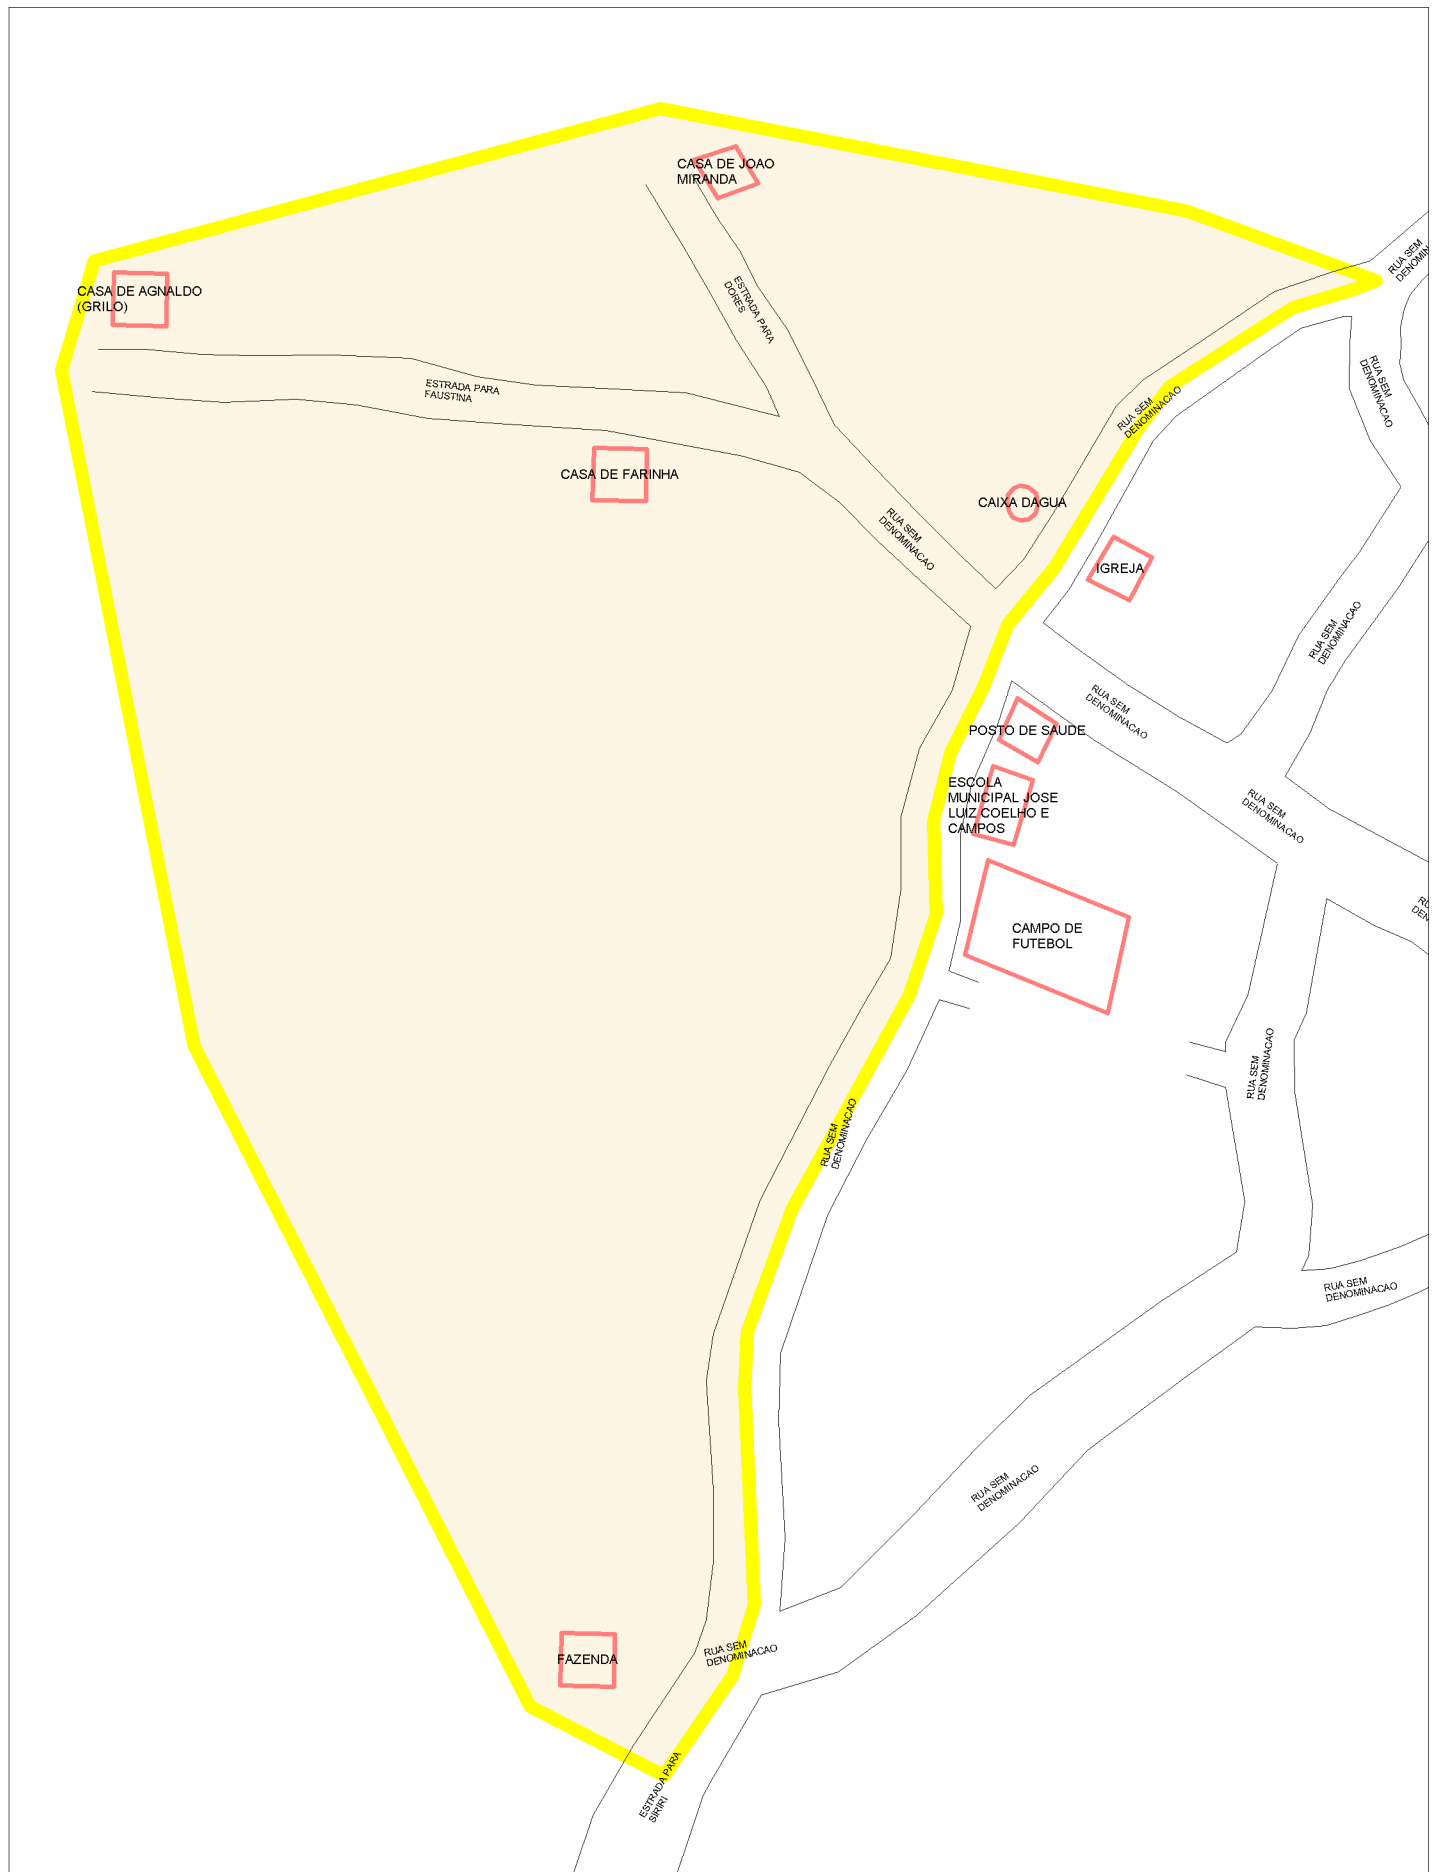 CASA DE JOAO
MIRANDA
RUA SEM
CASA DE AGNALDO
(GRILO)
ESTRADA PARA
DORES
ESTRADA PARA
FAUSTINA
RUA SEM
DENOMINACAO
RUA SEM
DENOMINACAO
CASA DE FARINHA
CAIXA DAGUA
RUA SEM
DENOMINACAO
IGREJA
RUA SEM
DENOMINACAO
RUA SEM
DENOMINACAO
POSTO DE SAUDE
ESCOLA
MUNICIPAL JOSE
LUIZ COELHO E
CAMPOS
RUA SEM
DENOMINACAO
CAMPO DE
FUTEBOL
RUA SEM
DENOMINACAO
RUA SEM
DENOMINACAO
RUA SEM
DENOMINACAO
RUA SEM
DENOMINACAO
RUA SEM
DENOMINACAO
FAZENDA
ESTRADA PARA
SIRIRI